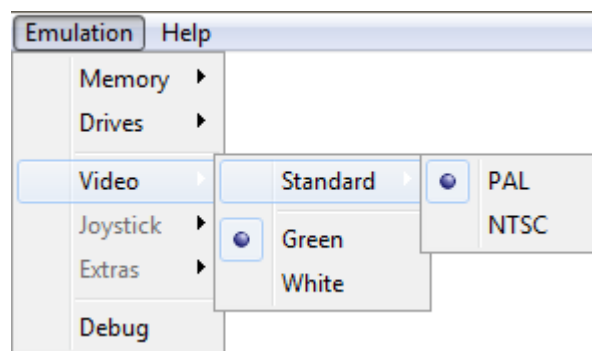 Emulation Help
Memory
Drives
Video
Joystick
Extras
Debug
Standard
Green
White
PAL
NTSC